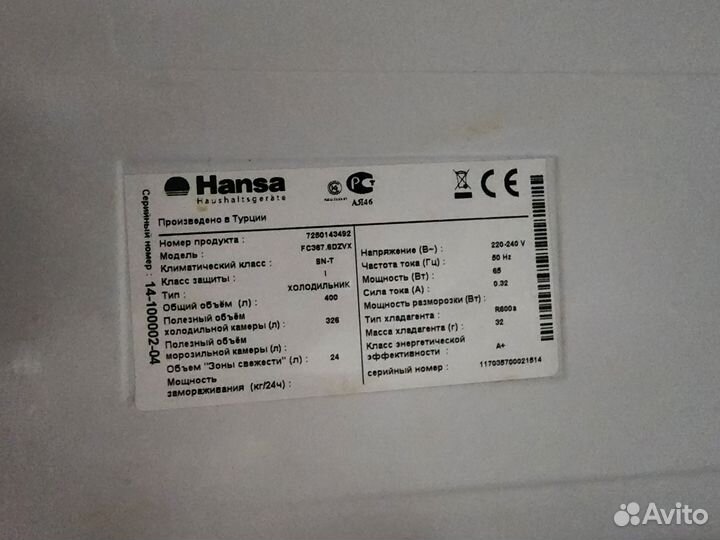 Hansa
Haushaltsgeräte
АЯ46
CE
Произведено в Турции
Серийный номер : 14-100002-04
Номер продукта : 7250143492
Модель : FC367.6DZVX
Климатический класс : SN-T
Класс защиты : I
Тип : ХОЛОДИЛЬНИК
Общий объём (л) : 400
Полезный объём
холодильной камеры (л) : 326
Полезный объём
морозильной камеры (л) :
Объем "Зоны свежести" (л) : 24
Мощность
замораживания (кг/24ч) :
Напряжение (В~) : 220-240 V
Частота тока (Гц) : 50 Hz
Мощность (Вт) : 65
Сила тока (А) : 0.32
Мощность разморозки (Вт) :
Тип хладагента : R600a
Масса хладагента (г) : 32
Класс энергетической
эффективности : A+
серийный номер : 117035700021514
Avito